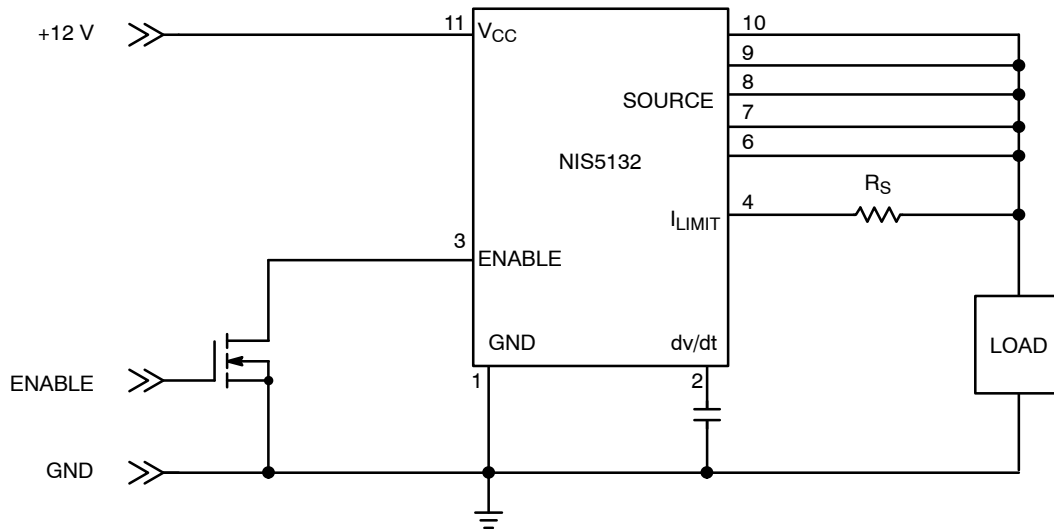 +12 V
11
V_CC
10
9
8
SOURCE
7
NIS5132
6
R_S
4
I_LIMIT
3
ENABLE
GND
dv/dt
LOAD
ENABLE
1
2
GND